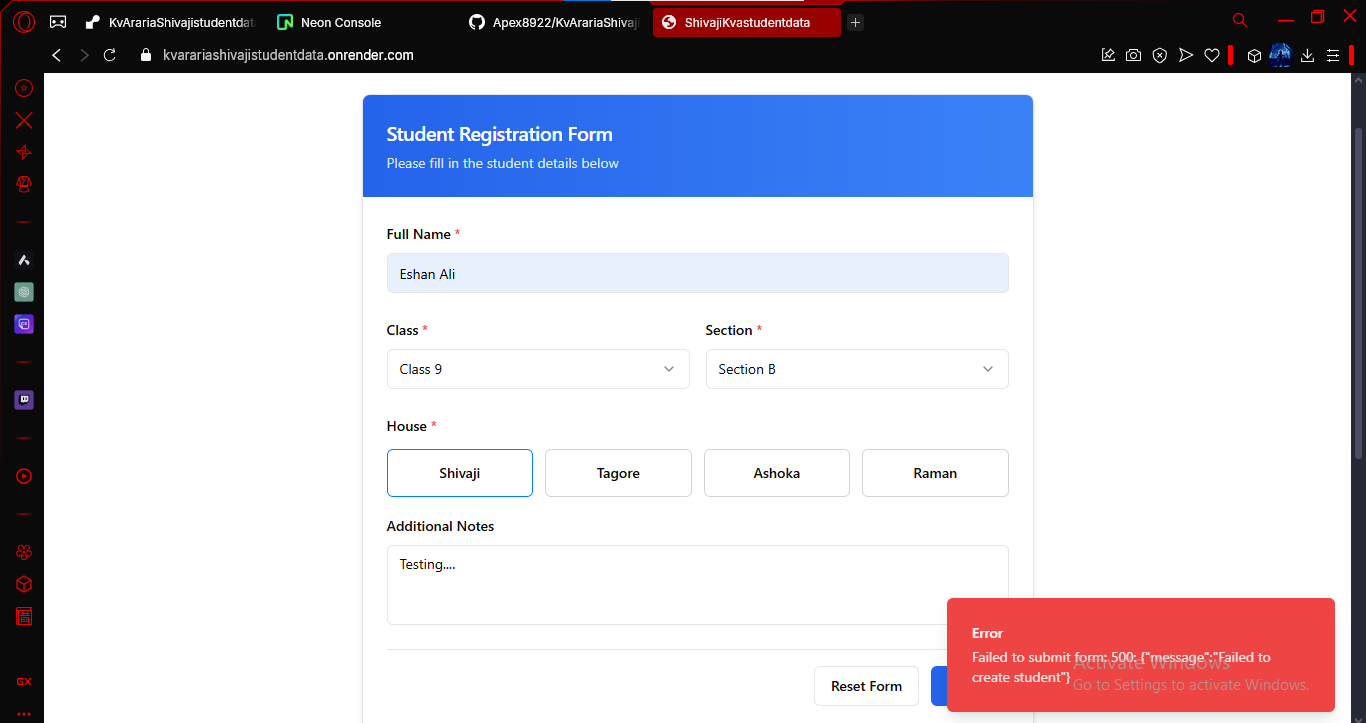 KvArariaShivajistudentdat
Neon Console
Apex8922/KvArariaShivaji
ShivajiKvastudentdata
kvarariashivajistudentdata.onrender.com
Student Registration Form
Please fill in the student details below
Full Name *
Eshan Ali
Class * Section *
Class 9 Section B
House *
Shivaji Tagore Ashoka Raman
Additional Notes
Testing....
Error
Failed to submit form: 500: {"message":"Failed to
create student"}
Activate Windows
Go to Settings to activate Windows.
Reset Form
GX